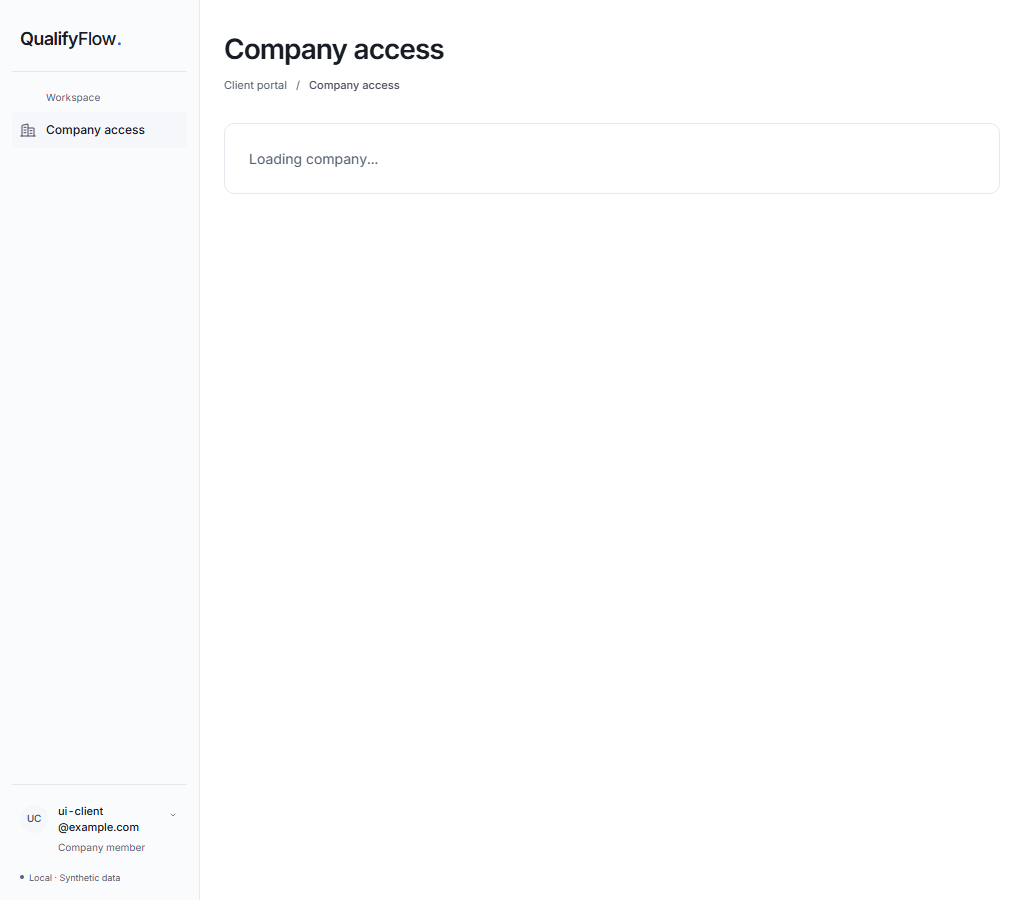 QualifyFlow.
Workspace
Company access
Company access
Client portal / Company access
Loading company...
UC
ui-client
@example.com
Company member
Local · Synthetic data